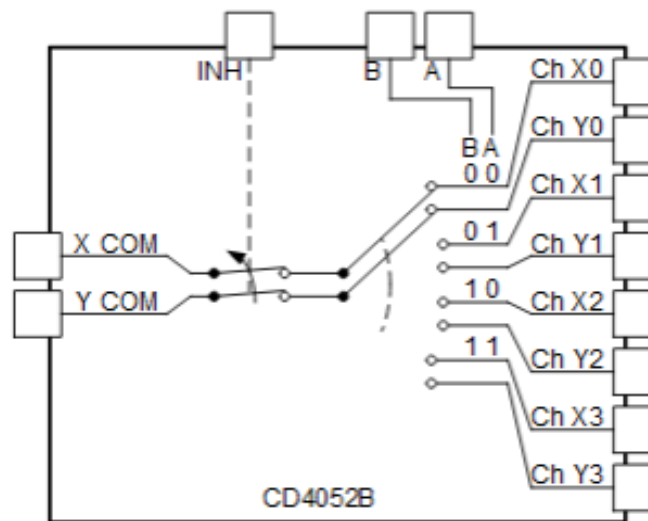 INH B A
Ch X0
Ch Y0
B A
0 0
Ch X1
0 1
X COM
Ch Y1
1 0
Y COM
Ch X2
1 1
Ch Y2
Ch X3
Ch Y3
CD4052B